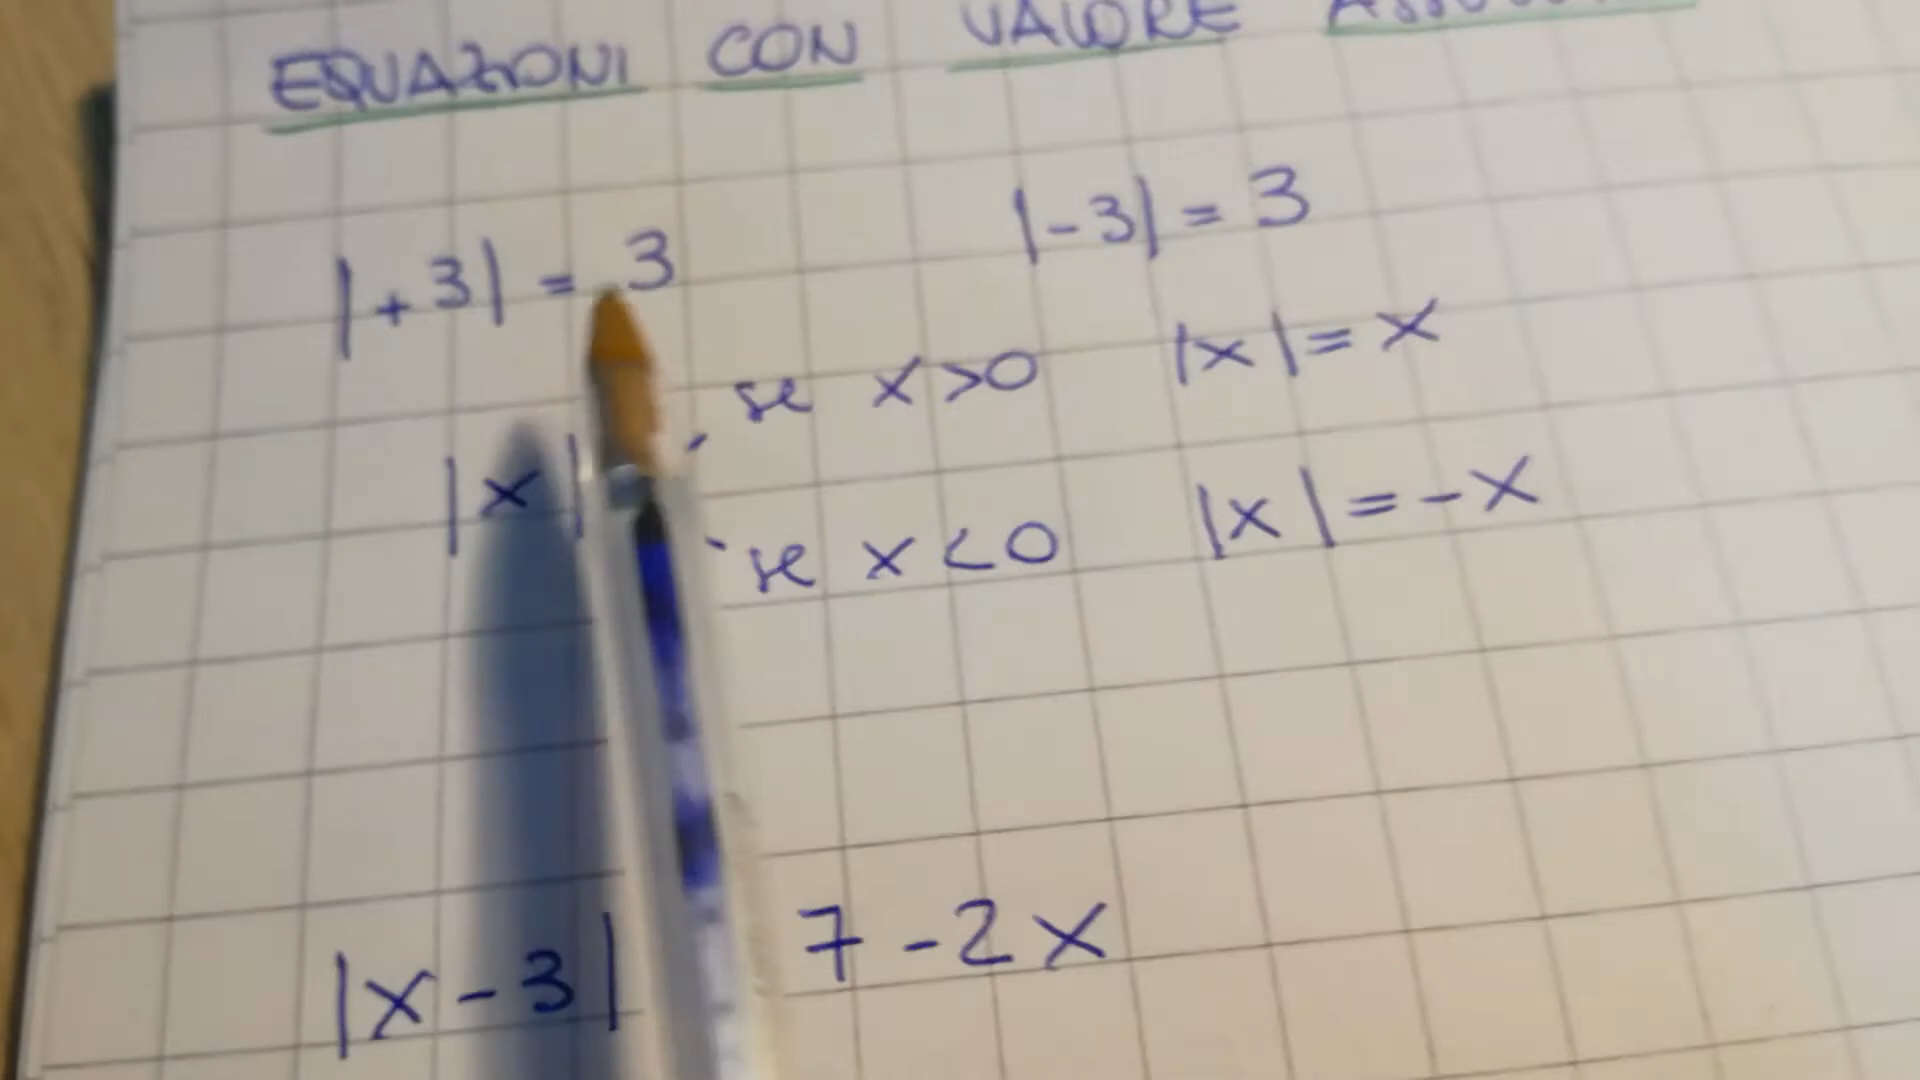 EQUAZIONI CON VALORE
|+3| = 3 |-3| = 3
se x>0 |x|= x
|x|
se x<0 |x|=-x
|x-3| 7-2x